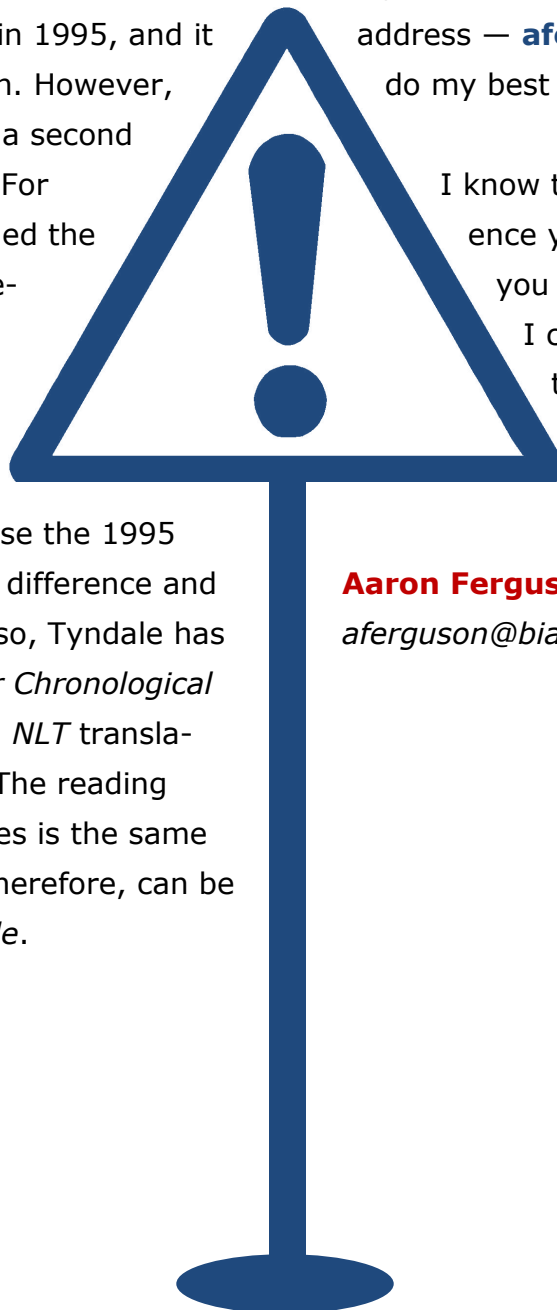 in 1995, and it
However,
a second
For
ed the
e-
se the 1995
difference and
so, Tyndale has
Chronological
NLT transla-
The reading
es is the same
herefore, can be
le.
address — afe
do my best
I know t
ence y
you
I c
t
Aaron Fergus
aferguson@bia